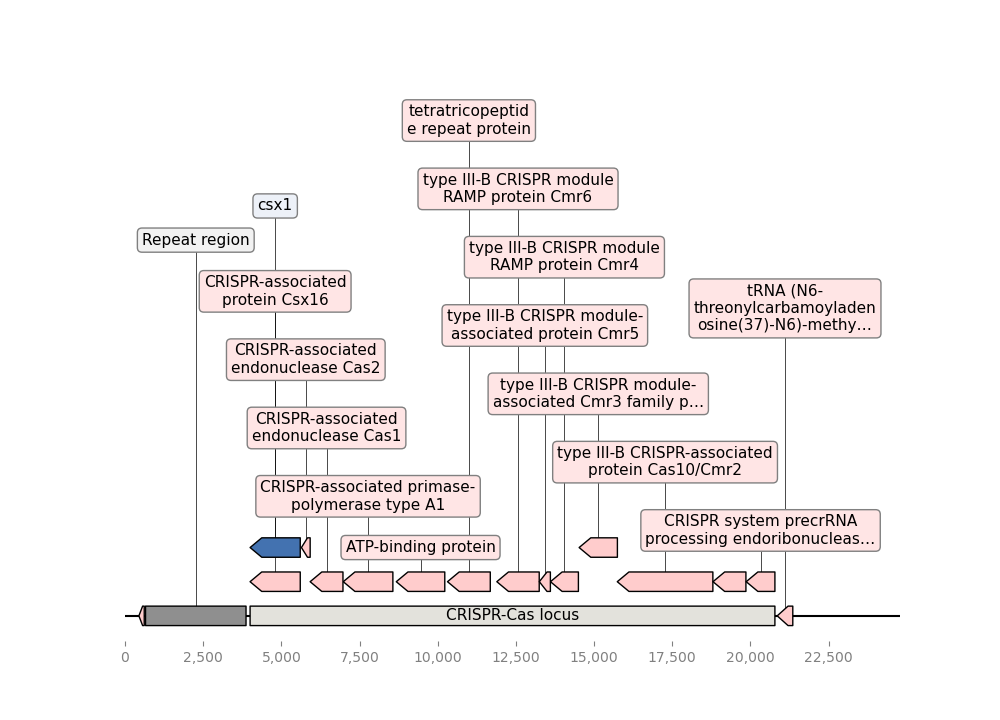 tetratricopeptid
e repeat protein
type III-B CRISPR module
RAMP protein Cmr6
csx1
Repeat region
type III-B CRISPR module
RAMP protein Cmr4
CRISPR-associated
protein Csx16
tRNA (N6-
threonylcarbamoyladen
osine(37)-N6)-methy…
type III-B CRISPR module-
associated protein Cmr5
CRISPR-associated
endonuclease Cas2
type III-B CRISPR module-
associated Cmr3 family p…
CRISPR-associated
endonuclease Cas1
type III-B CRISPR-associated
protein Cas10/Cmr2
CRISPR-associated primase-
polymerase type A1
CRISPR system precrRNA
processing endoribonucleas…
ATP-binding protein
CRISPR-Cas locus
0
2,500
5,000
7,500
10,000
12,500
15,000
17,500
20,000
22,500